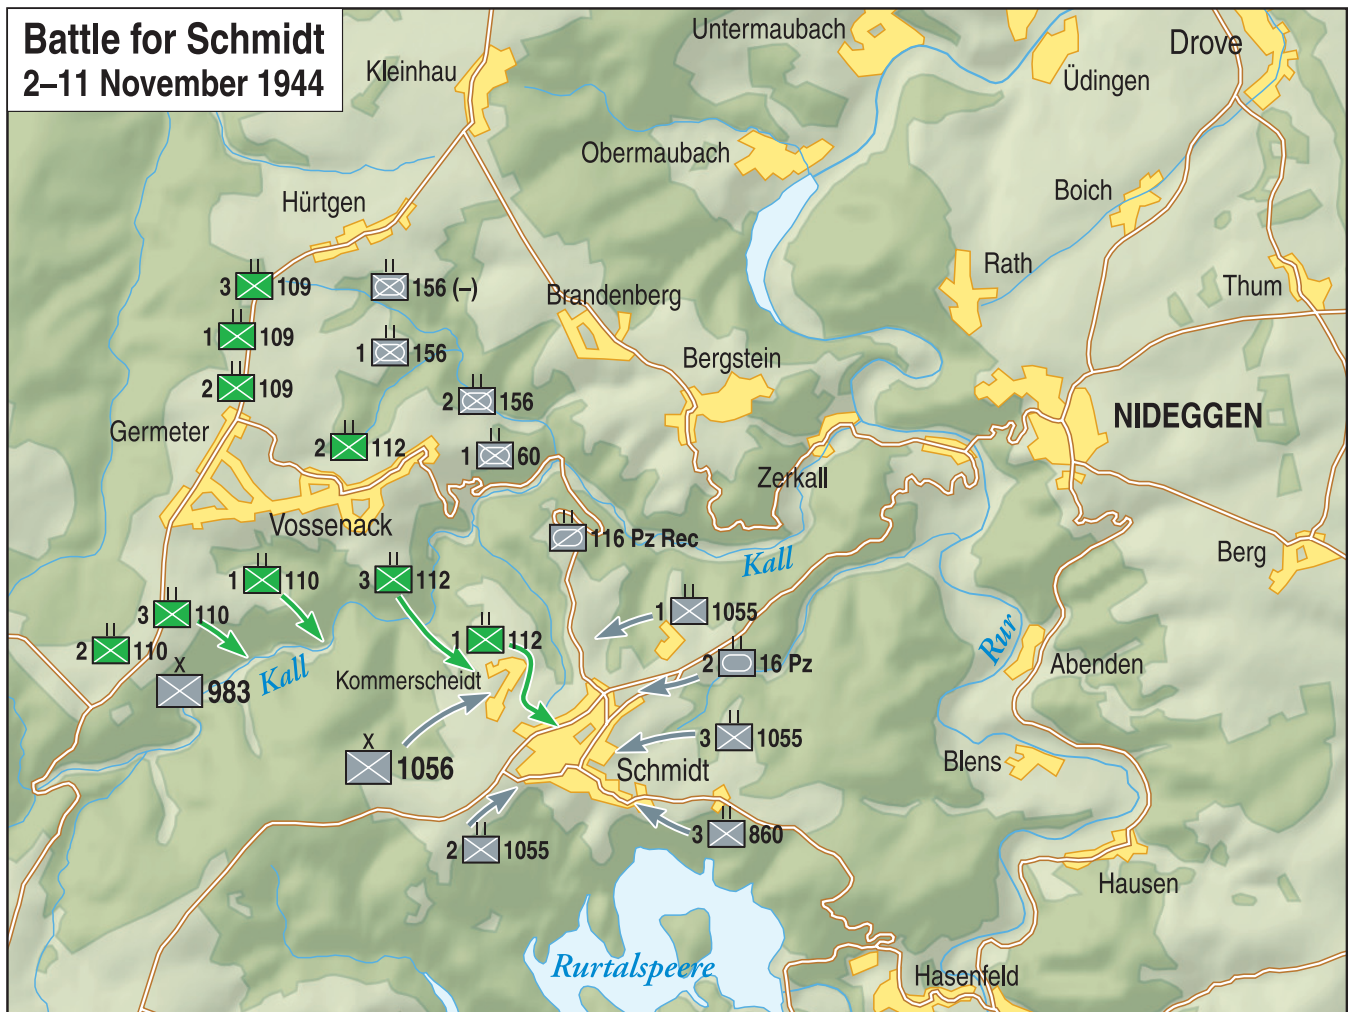 Battle for Schmidt
2–11 November 1944
Untermaubach
Drove
Kleinhau
Üdingen
Obermaubach
Boich
Hürtgen
Rath
Thum
3 109
156 (–)
Brandenberg
1 109
1 156
Bergstein
2 109
2 156
NIDEGGEN
Germeter
2 112
1 60
Zerkall
Vossenack
116 Pz Rec
Kall
Berg
1 110
3 112
1 1055
3 110
1 112
Rur
2 110
2 16 Pz
Abenden
X
983
Kall
Kommerscheidt
3 1055
X
1056
Schmidt
Blens
3 860
2 1055
Hausen
Rurtalspeere
Hasenfeld